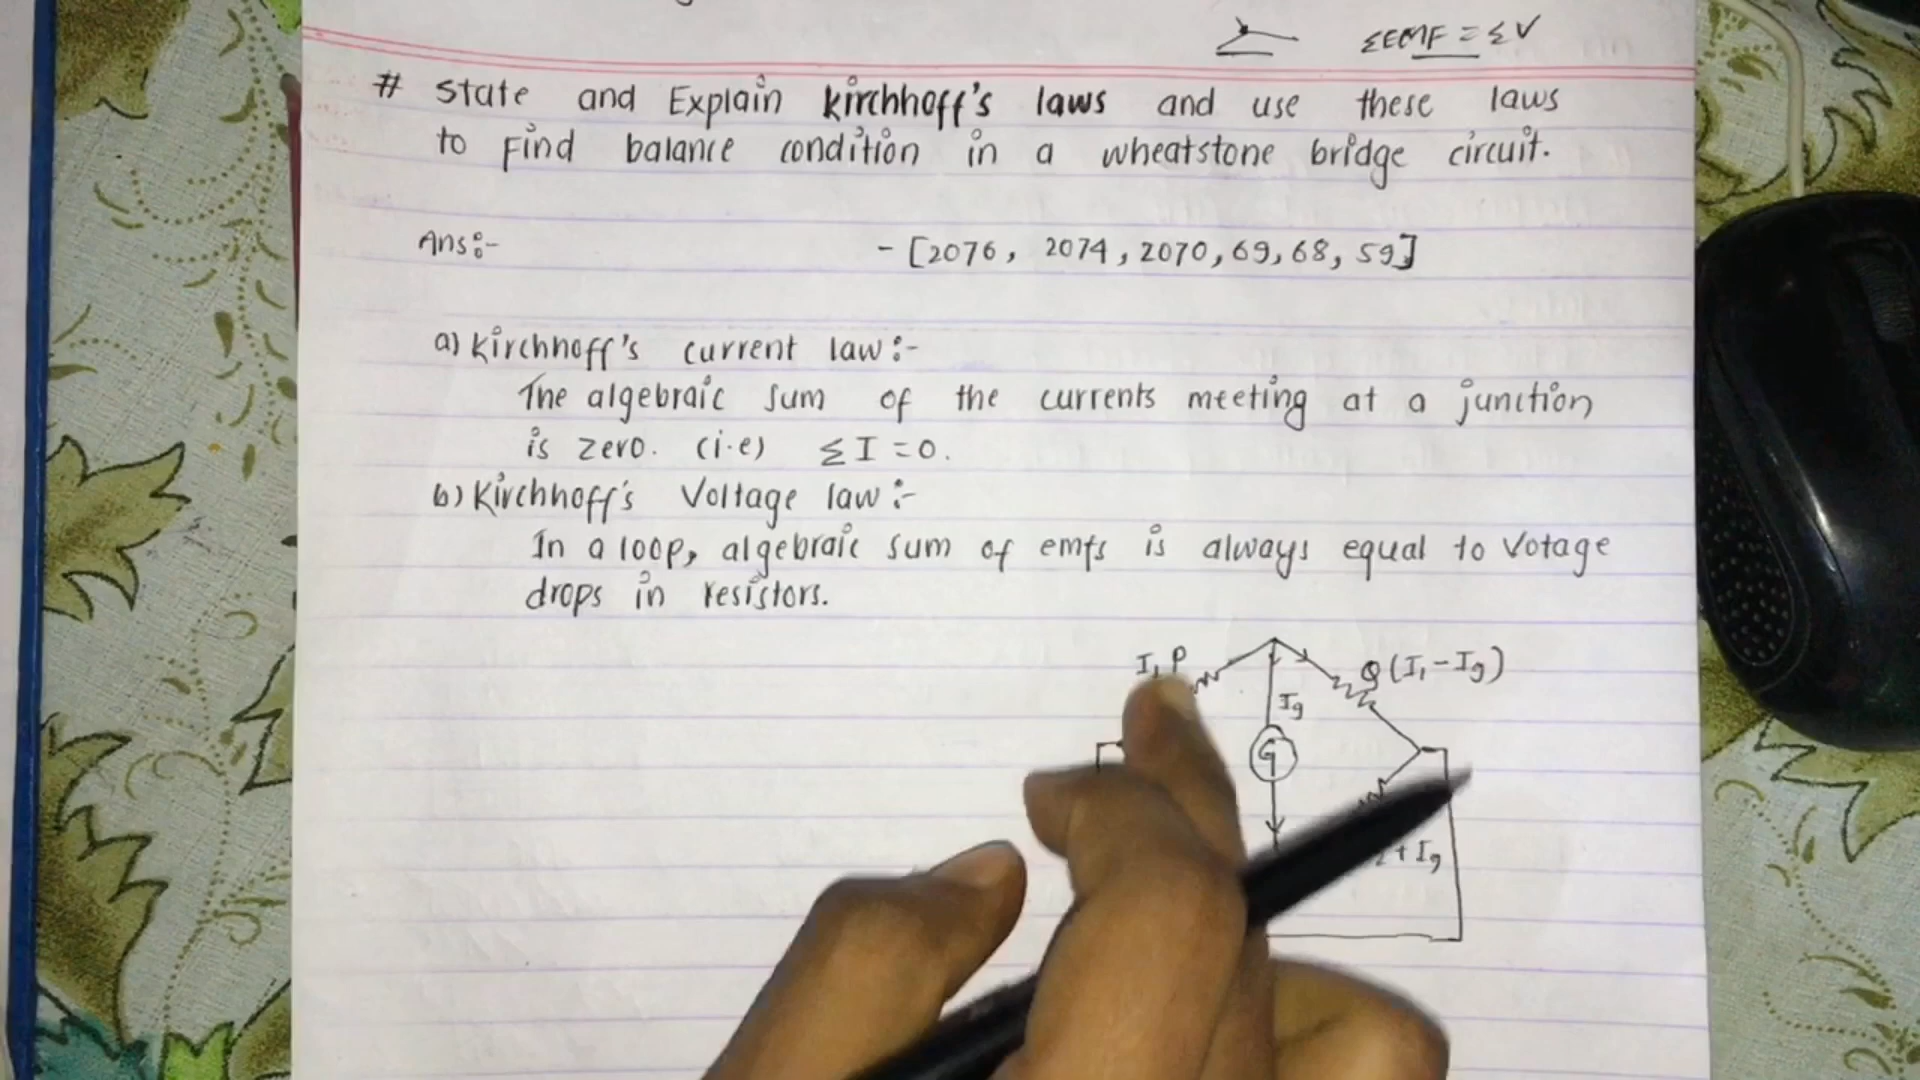 ΣEMF = ΣV
# State and Explain Kirchhoff's laws and use these laws
to Find balance condition in a wheatstone bridge circuit.
Ans:-
- [2076, 2074, 2070, 69, 68, 59]
a) Kirchhoff's current law :-
The algebraic sum of the currents meeting at a junction
is zero. (i.e) ΣI = 0.
b) Kirchhoff's Voltage law :-
In a loop, algebraic sum of emfs is always equal to Votage
drops in resistors.
I₁ P
Q (I₁ - Ig)
Ig
G
+ Ig